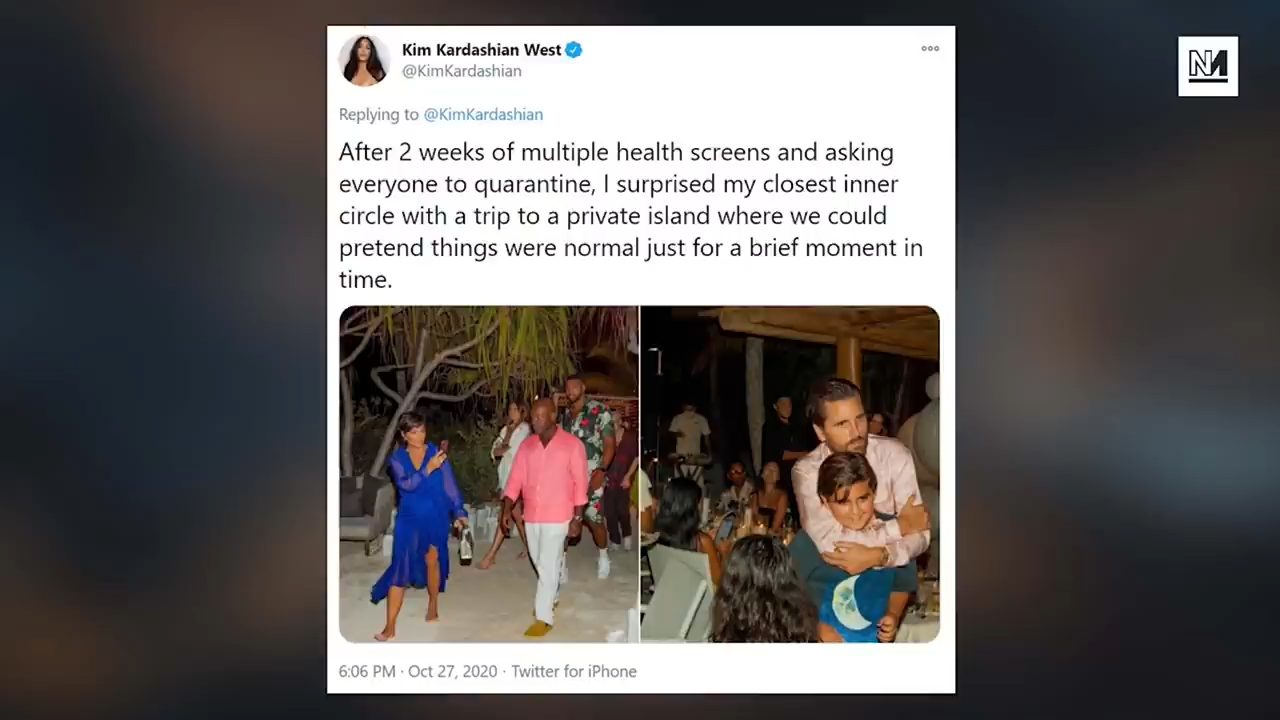 Kim Kardashian West
@KimKardashian
Replying to @KimKardashian
After 2 weeks of multiple health screens and asking
everyone to quarantine, I surprised my closest inner
circle with a trip to a private island where we could
pretend things were normal just for a brief moment in
time.
6:06 PM · Oct 27, 2020 · Twitter for iPhone
NM